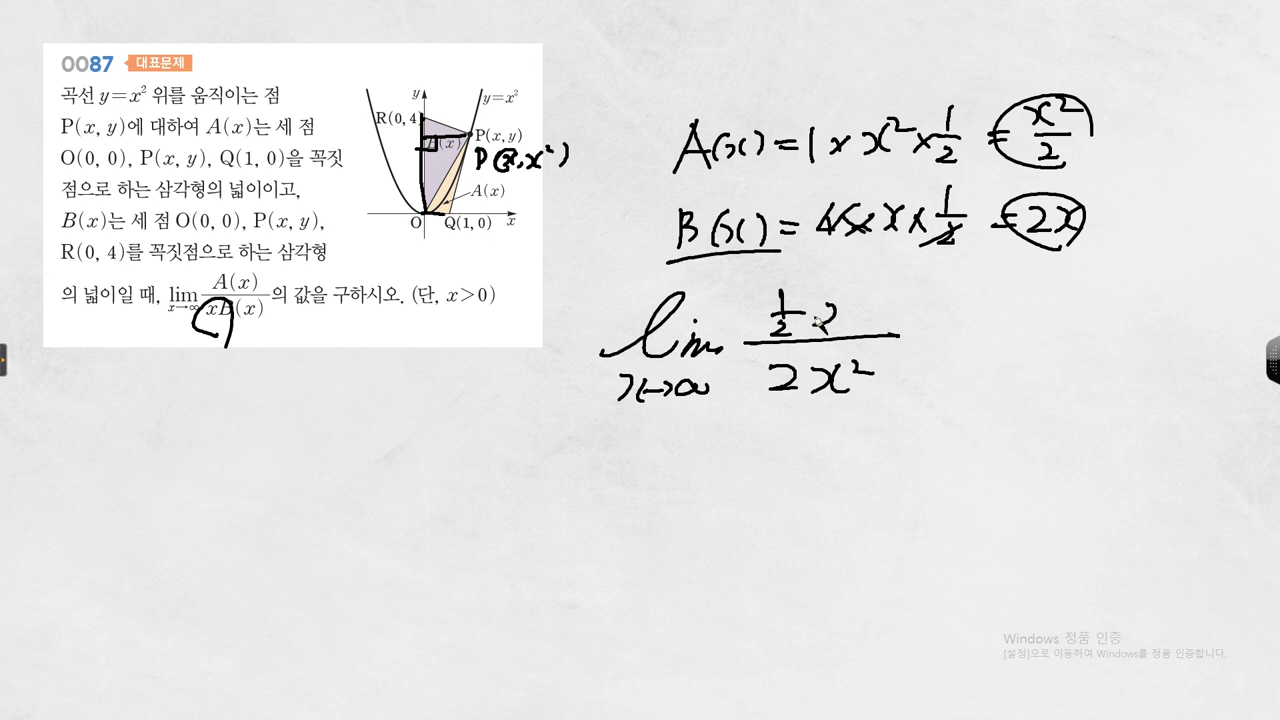 0087 대표문제
곡선 y=x² 위를 움직이는 점
P(x, y)에 대하여 A(x)는 세 점
O(0, 0), P(x, y), Q(1, 0)을 꼭짓
점으로 하는 삼각형의 넓이이고,
B(x)는 세 점 O(0, 0), P(x, y),
R(0, 4)를 꼭짓점으로 하는 삼각형
의 넓이일 때, lim x→∞ A(x)/xB(x) 의 값을 구하시오. (단, x>0)
y
y=x²
R(0, 4)
P(x, y)
P(x, x²)
A(x)
O
Q(1, 0)
x
A(x) = 1 × x² × 1/2 = x²/2
B(x) = 4 × x × 1/2 = 2x
lim x→∞
1/2
2x²
Windows 정품 인증
[설정]으로 이동하여 Windows를 정품 인증합니다.